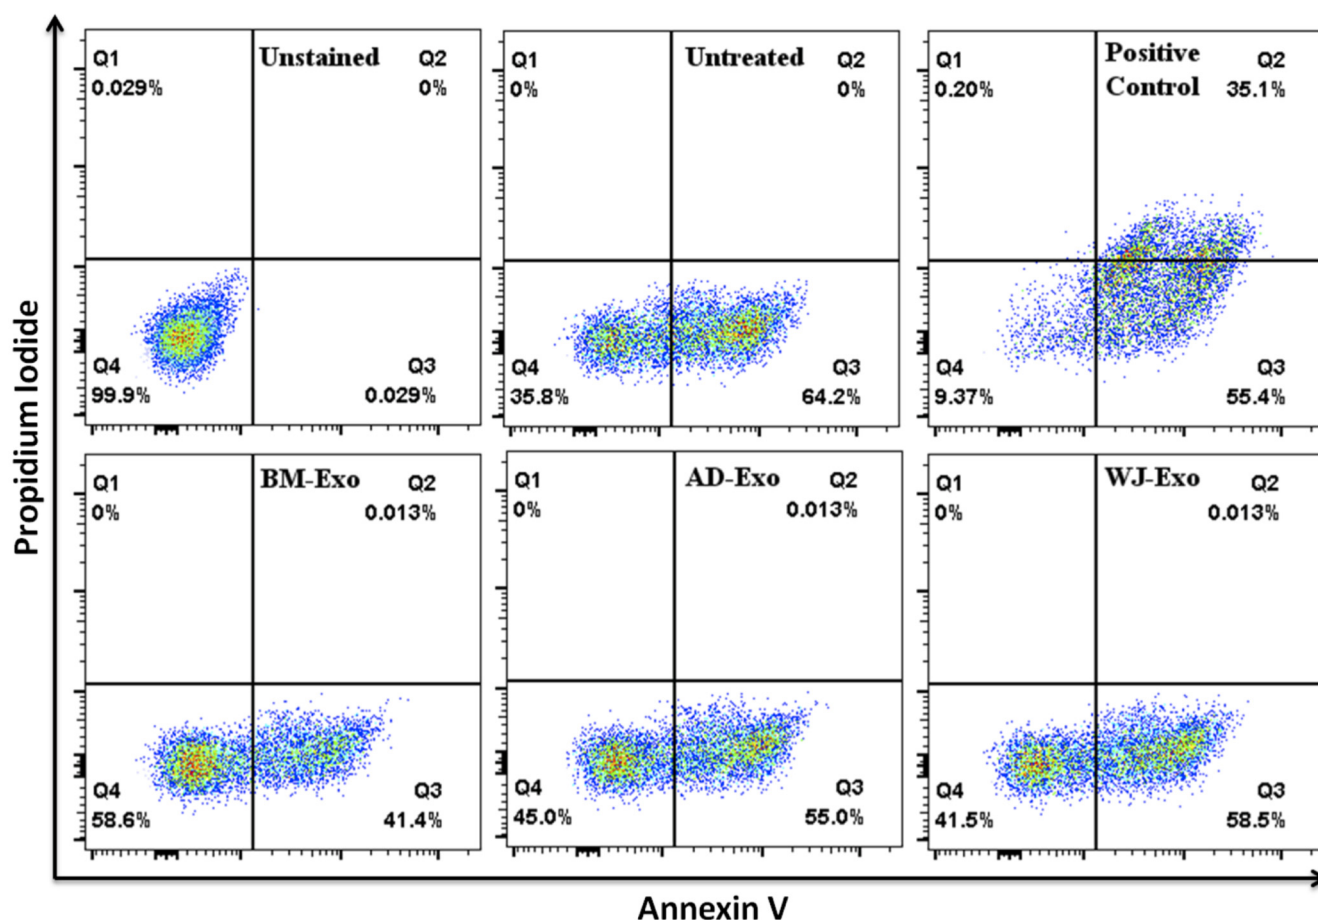 Propidium Iodide
Q1 Unstained Q2
0.029% 0%
Q4 Q3
99.9% 0.029%
Q1 Untreated Q2
0% 0%
Q4 Q3
35.8% 64.2%
Q1 Positive Q2
0.20% Control 35.1%
Q4 Q3
9.37% 55.4%
Q1 BM-Exo Q2
0% 0.013%
Q4 Q3
58.6% 41.4%
Q1 AD-Exo Q2
0% 0.013%
Q4 Q3
45.0% 55.0%
Q1 WJ-Exo Q2
0% 0.013%
Q4 Q3
41.5% 58.5%
Annexin V